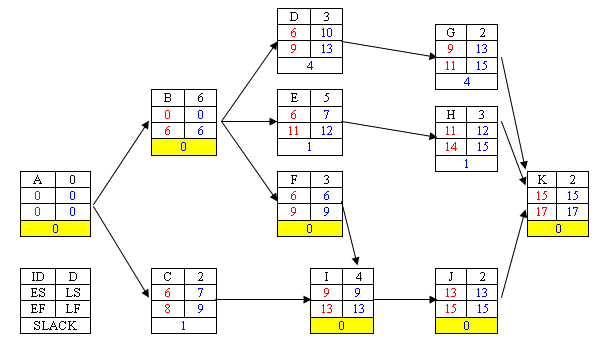 D 3
6 10
9 13
4
G 2
9 13
11 15
4
B 6
0 0
6 6
0
E 5
6 7
11 12
1
H 3
11 12
14 15
1
A 0
0 0
0 0
0
F 3
6 6
9 9
0
K 2
15 15
17 17
0
ID D
ES LS
EF LF
SLACK
C 2
6 7
8 9
1
I 4
9 9
13 13
0
J 2
13 13
15 15
0